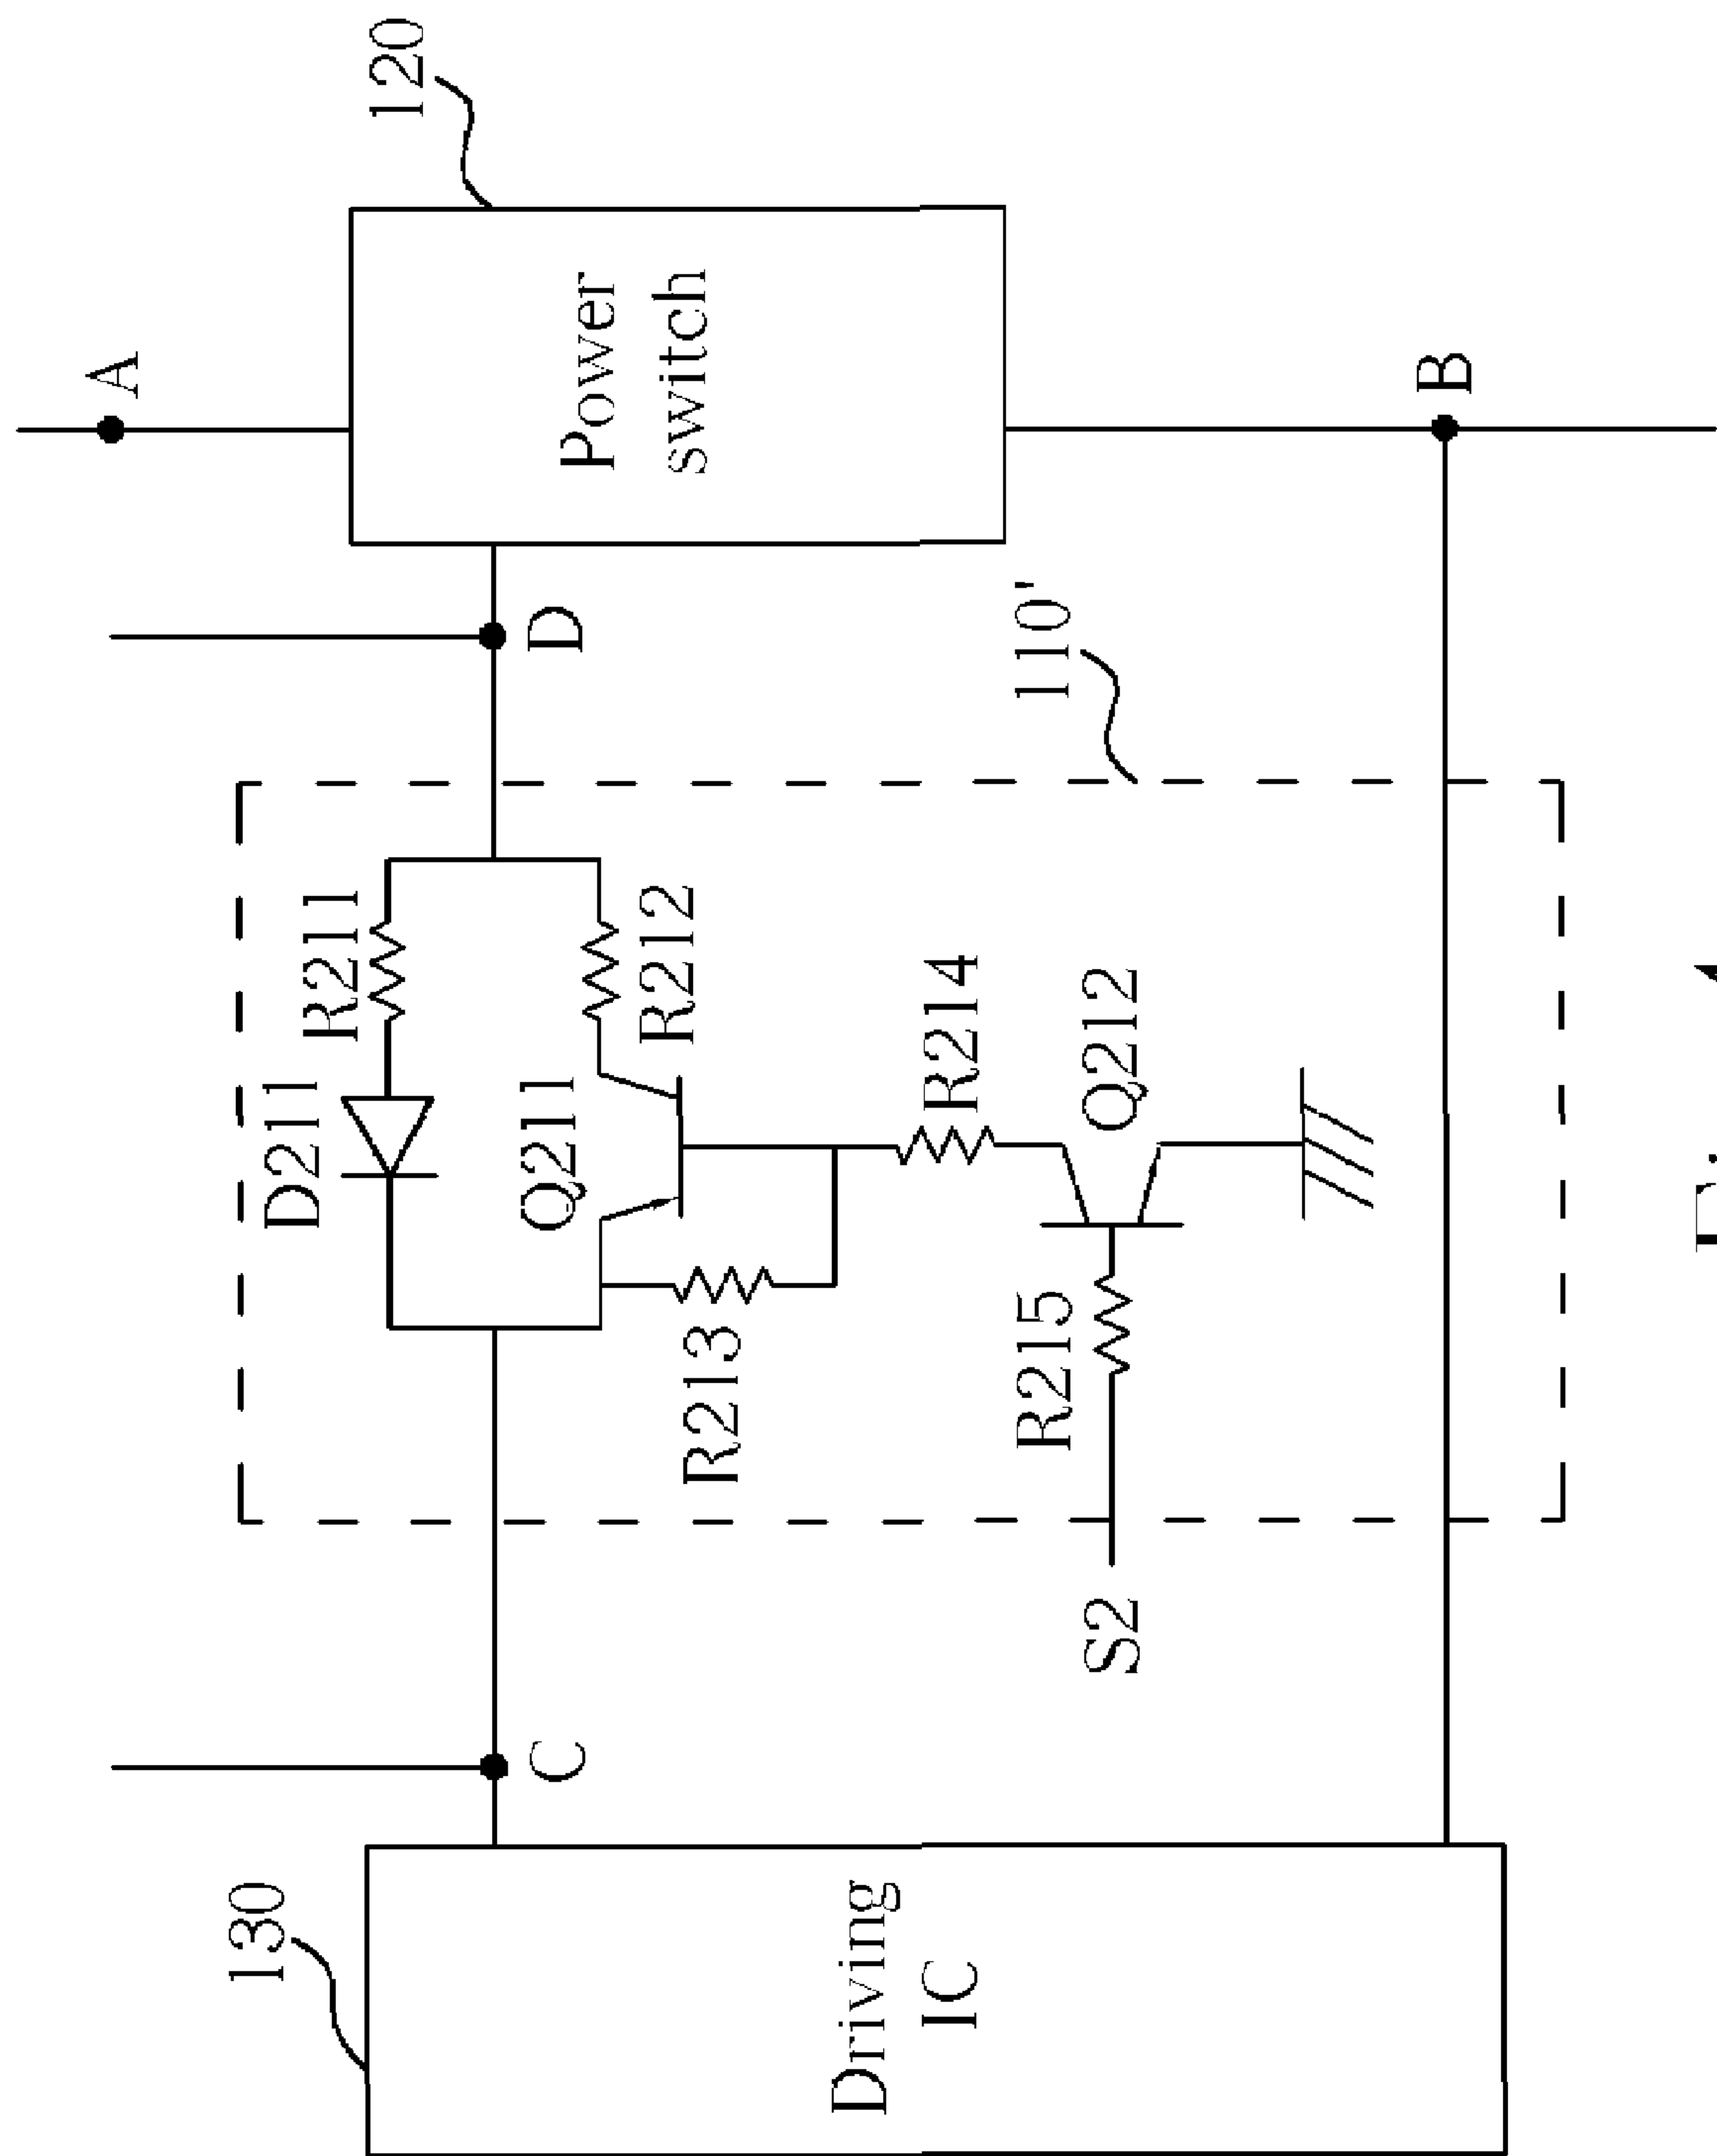 130
Driving
IC
C
S2
D211
R211
Q211
R212
R213
R214
R215
Q212
110'
D
A
120
Power
switch
B